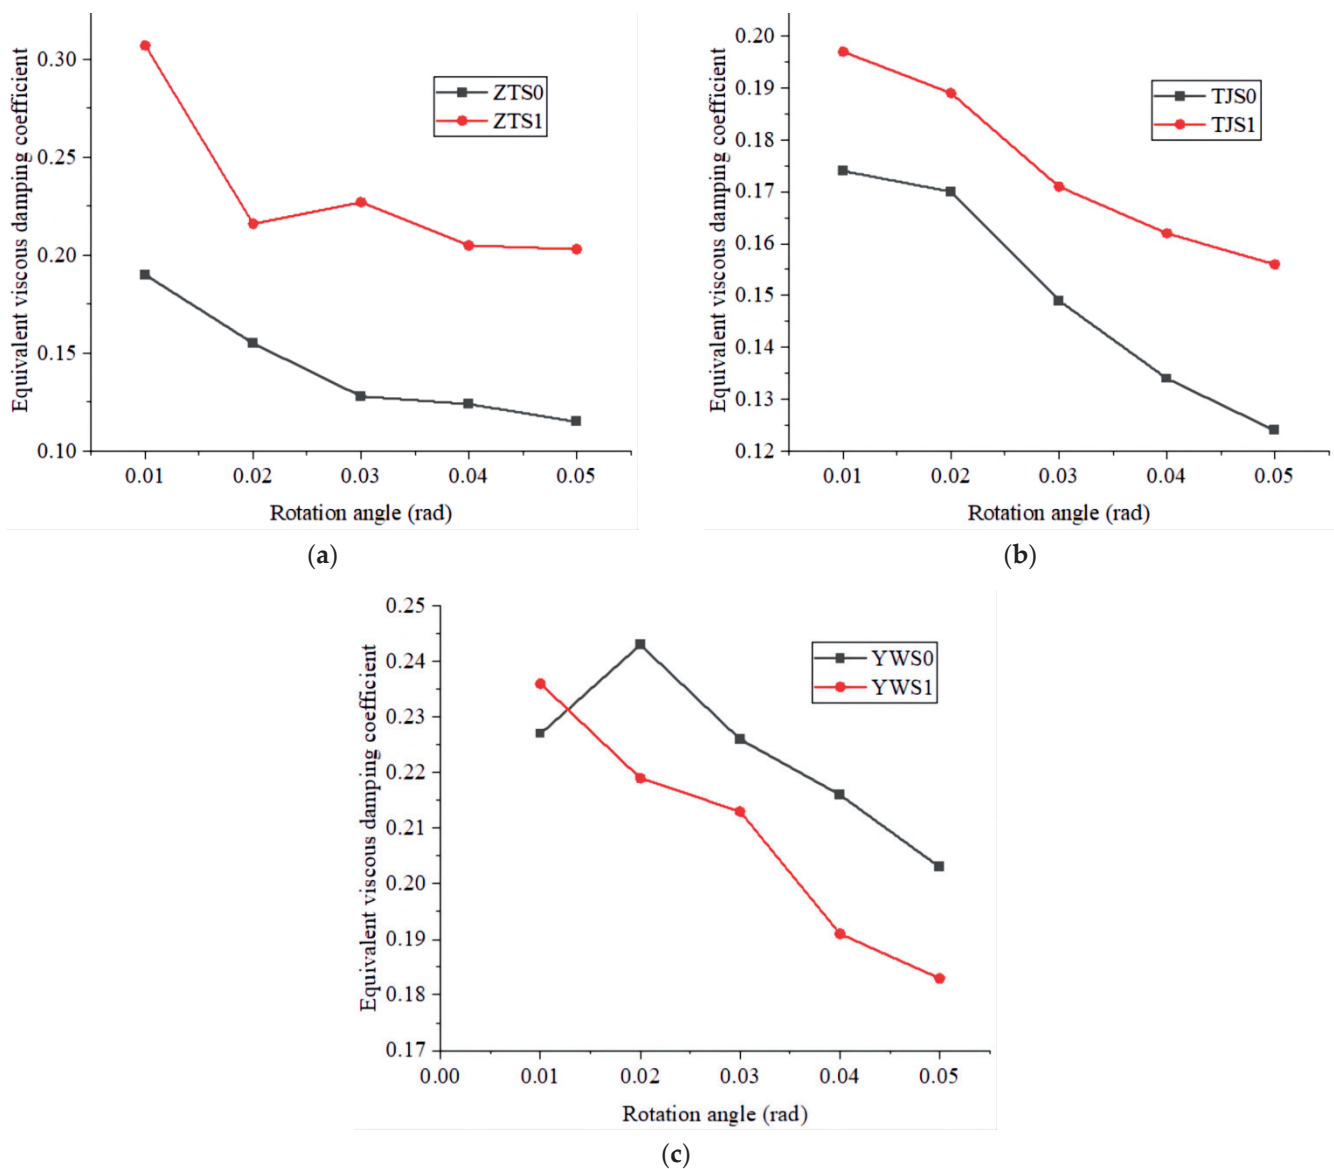 Equivalent viscous damping coefficient
0.30
0.25
0.20
0.15
0.10
ZTS0
ZTS1
0.01 0.02 0.03 0.04 0.05
Rotation angle (rad)
(a)
Equivalent viscous damping coefficient
0.20
0.19
0.18
0.17
0.16
0.15
0.14
0.13
0.12
TJS0
TJS1
0.01 0.02 0.03 0.04 0.05
Rotation angle (rad)
(b)
Equivalent viscous damping coefficient
0.25
0.24
0.23
0.22
0.21
0.20
0.19
0.18
0.17
YWS0
YWS1
0.00 0.01 0.02 0.03 0.04 0.05
Rotation angle (rad)
(c)